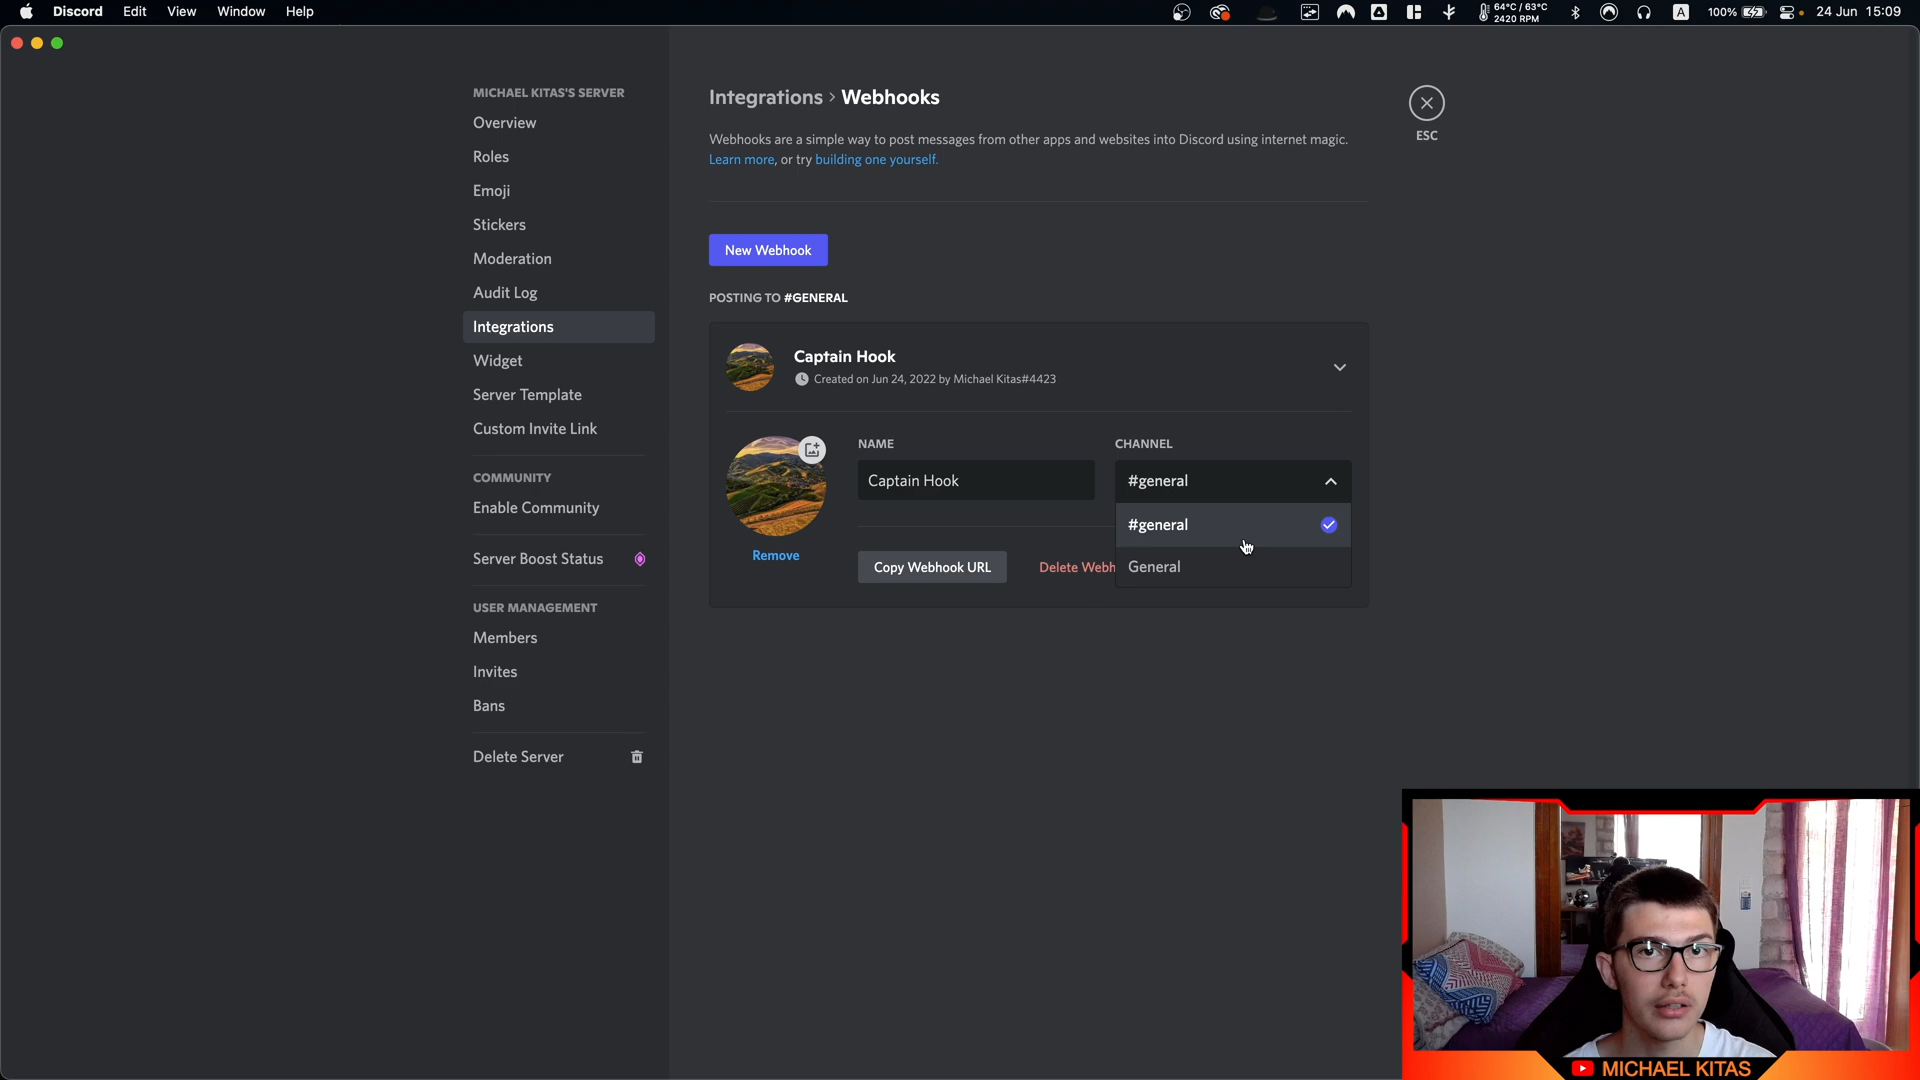 Discord Edit View Window Help
64°C / 63°C
2420 RPM
A
100%
24 Jun 15:09
MICHAEL KITAS'S SERVER
Overview
Roles
Emoji
Stickers
Moderation
Audit Log
Integrations
Widget
Server Template
Custom Invite Link
COMMUNITY
Enable Community
Server Boost Status
USER MANAGEMENT
Members
Invites
Bans
Delete Server
Integrations > Webhooks
ESC
Webhooks are a simple way to post messages from other apps and websites into Discord using internet magic.
Learn more, or try building one yourself.
New Webhook
POSTING TO #GENERAL
Captain Hook
Created on Jun 24, 2022 by Michael Kitas#4423
NAME
CHANNEL
Captain Hook
#general
#general
General
Remove
Copy Webhook URL
Delete Webh
MICHAEL KITAS